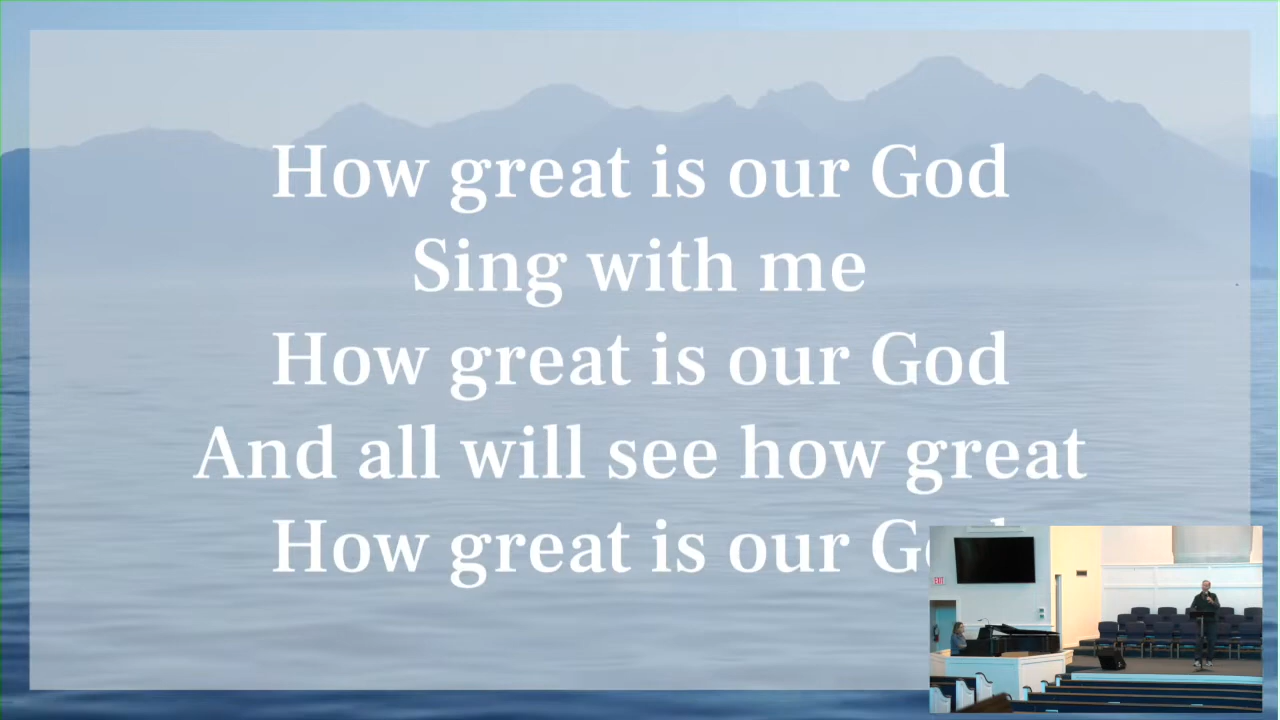 How great is our God
Sing with me
How great is our God
And all will see how great
How great is our G